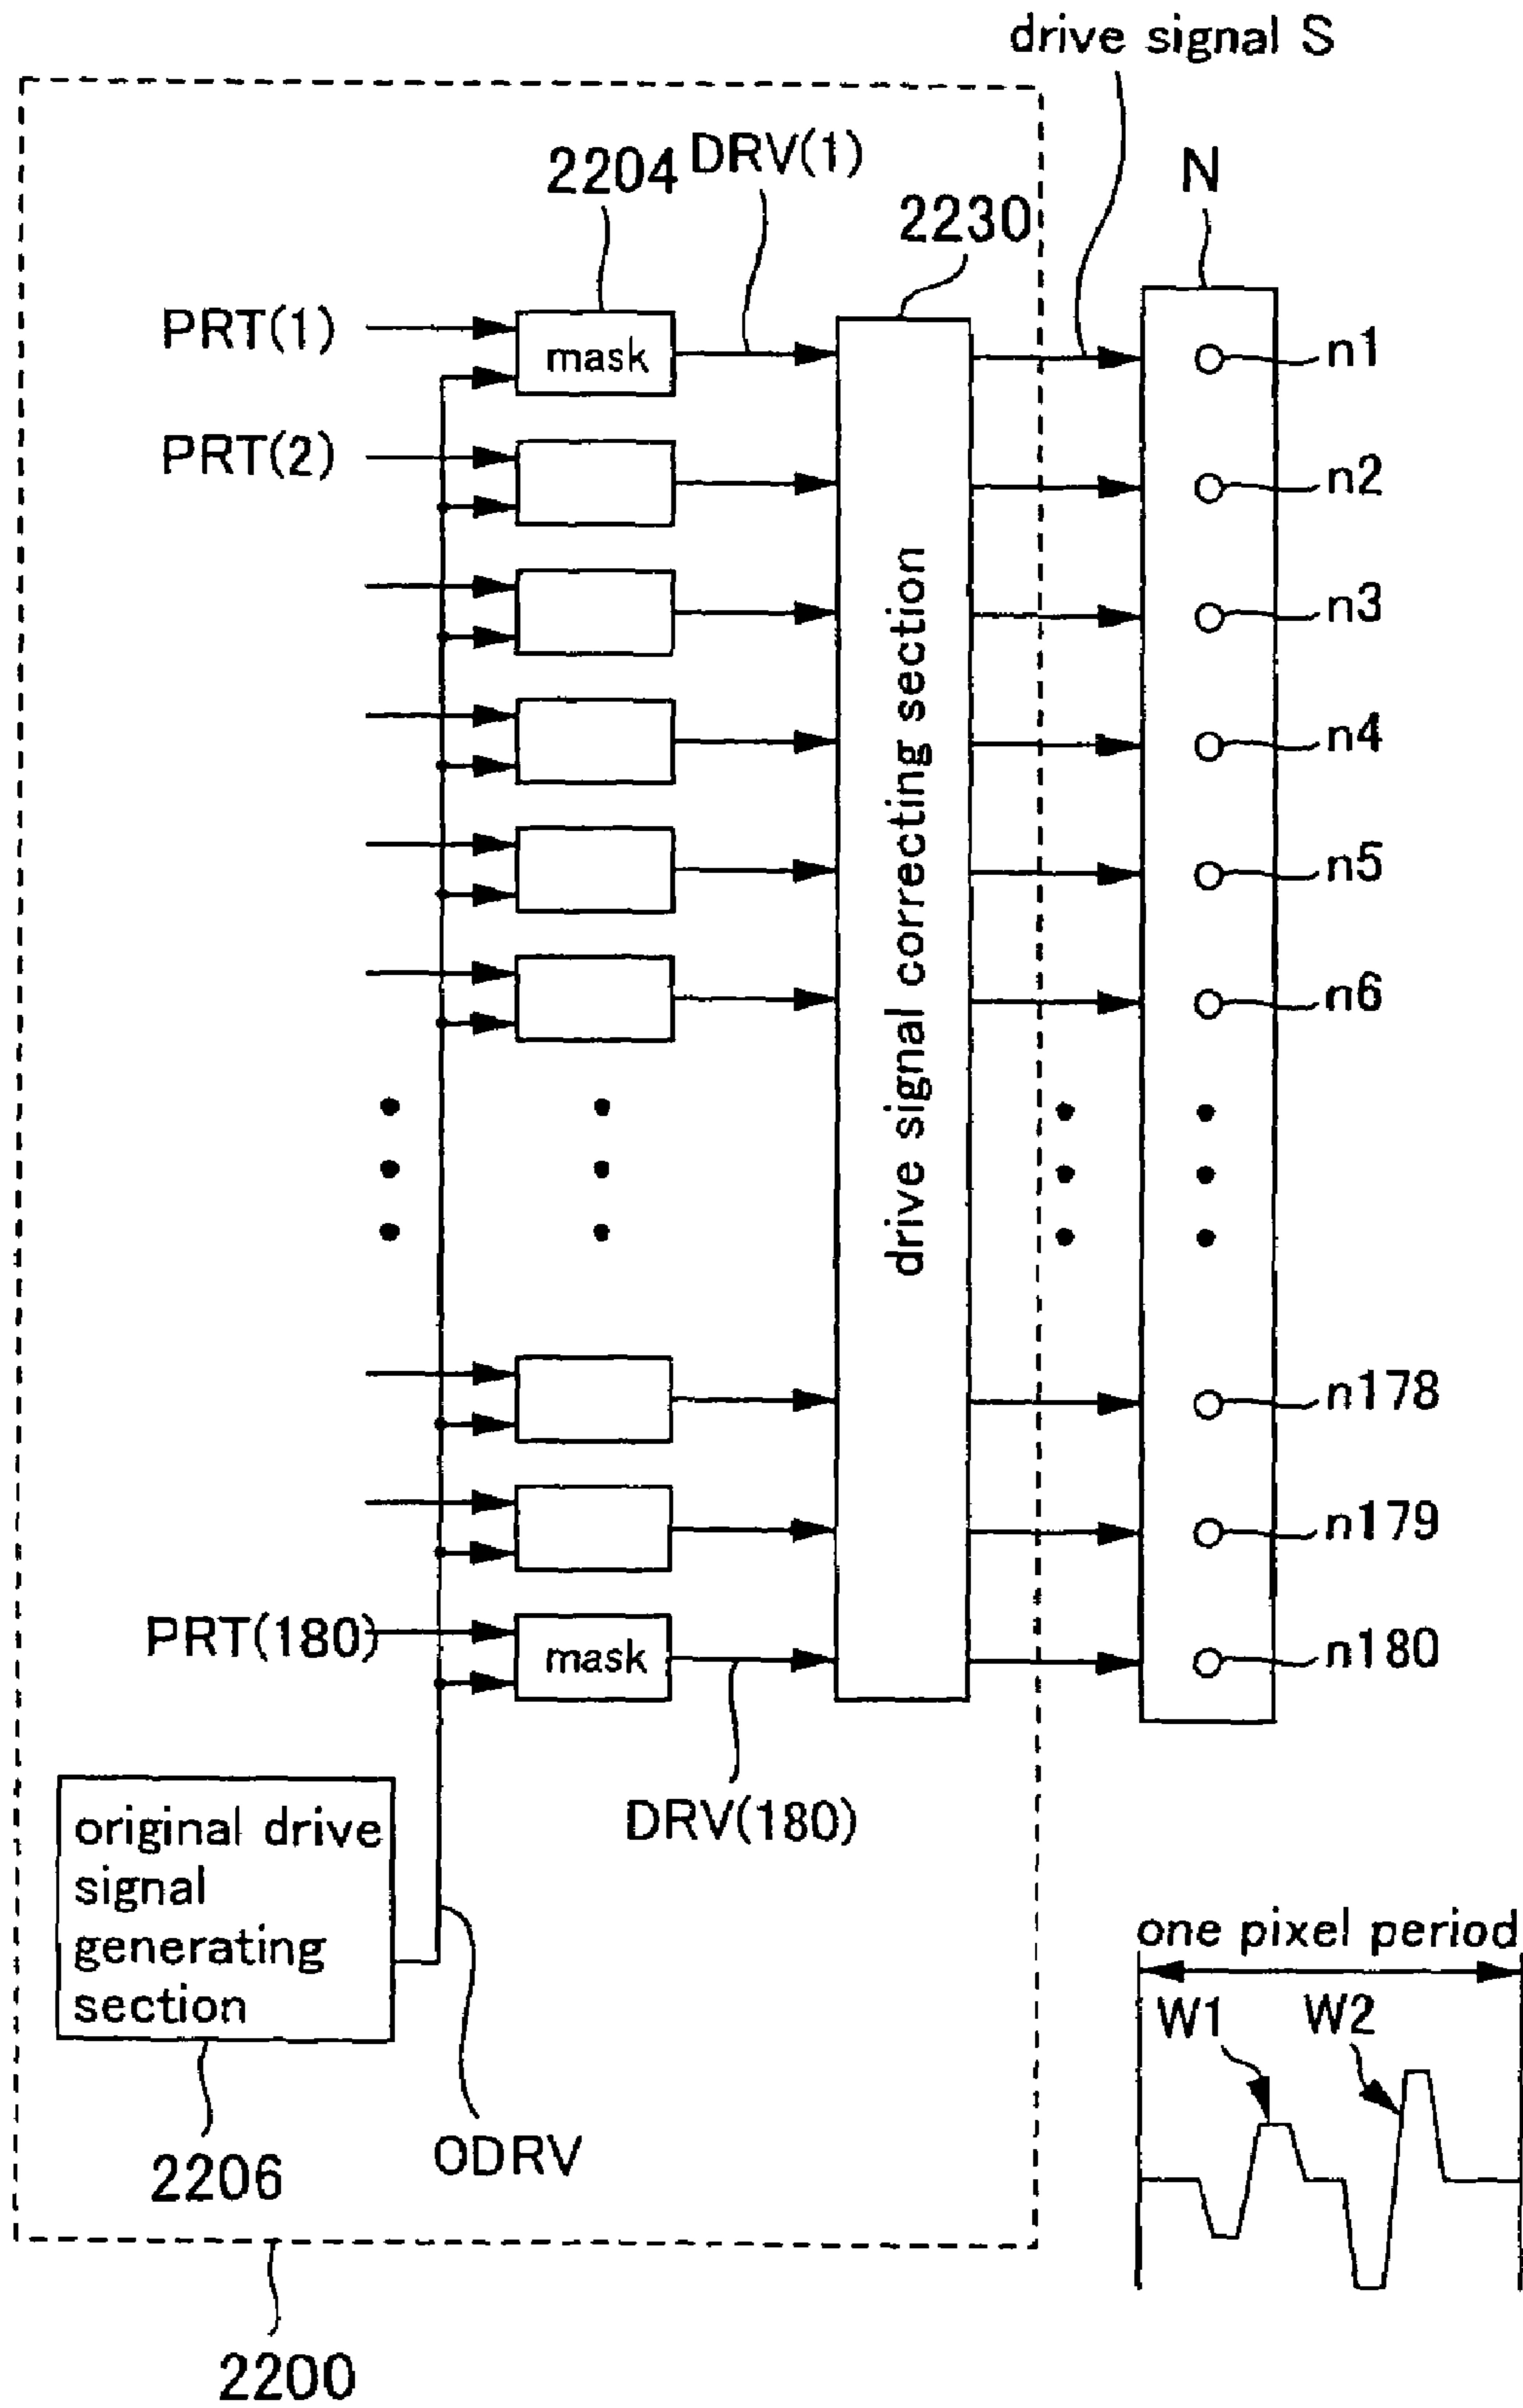 drive signal S
2204
DRV(1)
2230
N
PRT(1)
mask
n1
PRT(2)
n2
n3
n4
n5
n6
drive signal correcting section
n178
n179
PRT(180)
mask
n180
DRV(180)
original drive
signal
generating
section
2206
ODRV
2200
one pixel period
W1
W2